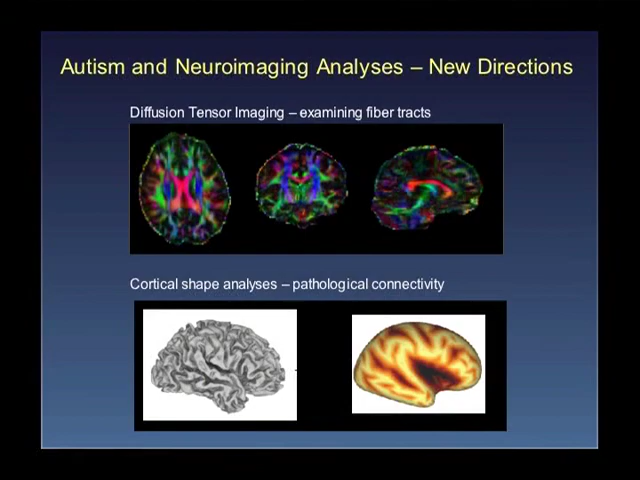 Autism and Neuroimaging Analyses – New Directions
Diffusion Tensor Imaging – examining fiber tracts
Cortical shape analyses – pathological connectivity